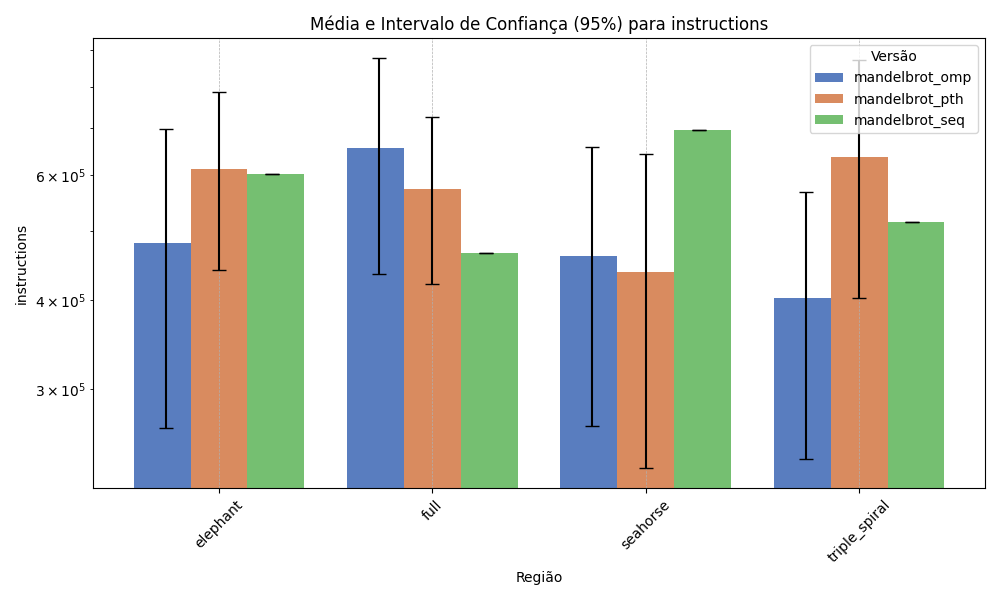 Média e Intervalo de Confiança (95%) para instructions
Versão
mandelbrot_omp
mandelbrot_pth
mandelbrot_seq
instructions
6 × 10⁵
4 × 10⁵
3 × 10⁵
elephant
full
seahorse
triple_spiral
Região